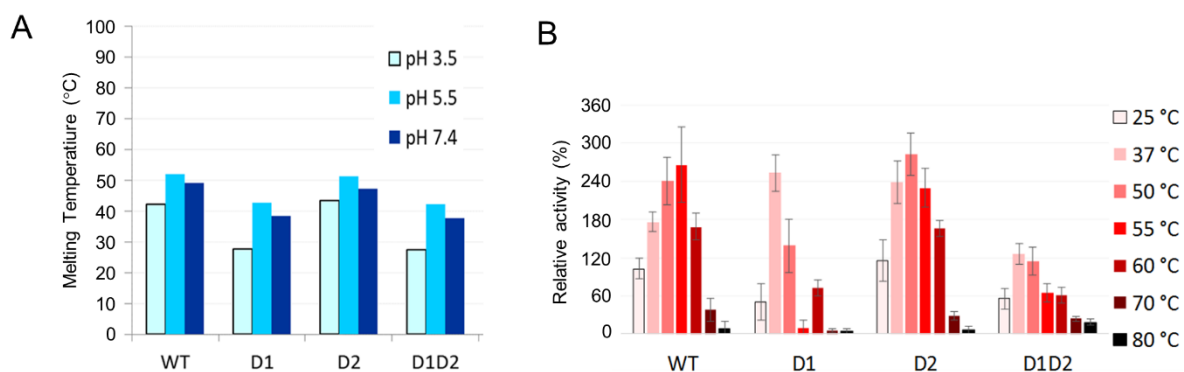 A
Melting Temperatiure (°C)
100
90
80
70
60
50
40
30
20
10
0
pH 3.5
pH 5.5
pH 7.4
WT D1 D2 D1D2
B
Relative activity (%)
360
300
240
180
120
60
0
25 °C
37 °C
50 °C
55 °C
60 °C
70 °C
80 °C
WT D1 D2 D1D2